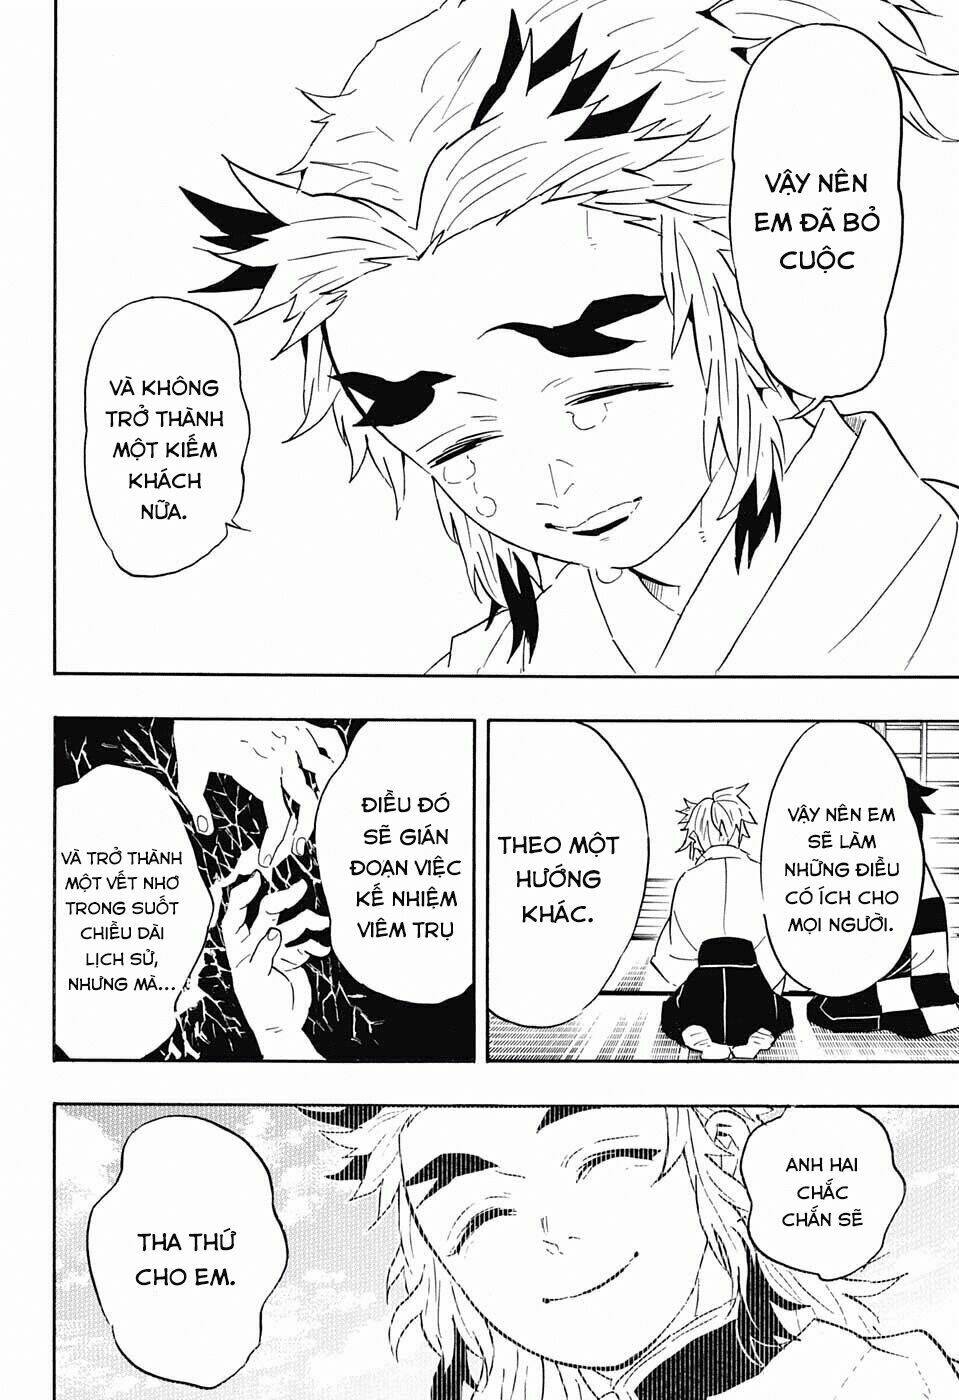 VẬY NÊN
EM ĐÃ BỎ
CUỘC
VÀ KHÔNG
TRỞ THÀNH
MỘT KIẾM
KHÁCH
NỮA.
VẬY NÊN EM
SẼ LÀM
NHỮNG ĐIỀU
CÓ ÍCH CHO
MỌI NGƯỜI.
THEO MỘT
HƯỚNG
KHÁC.
ĐIỀU ĐÓ
SẼ GIÁN
ĐOẠN VIỆC
KẾ NHIỆM
VIÊM TRỤ
VÀ TRỞ THÀNH
MỘT VẾT NHƠ
TRONG SUỐT
CHIỀU DÀI
LỊCH SỬ,
NHƯNG MÀ...
ANH HAI
CHẮC
CHẮN SẼ
THA THỨ
CHO EM.